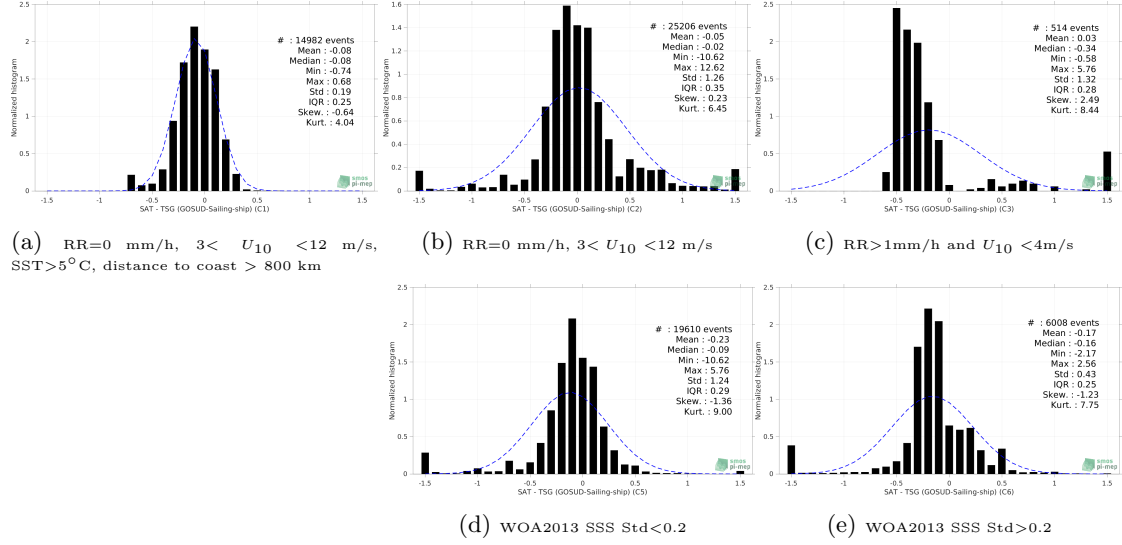 Normalized histogram
2.5
2
1.5
1
0.5
0
-1.5
-1
-0.5
0
0.5
1
1.5
# : 14982 events
Mean : -0.08
Median : -0.08
Min : -0.74
Max : 0.68
Std : 0.19
IQR : 0.25
Skew. : -0.64
Kurt. : 4.04
smos
pi-mep
SAT - TSG (GOSUD-Sailing-ship) (C1)
(a) RR=0 mm/h, 3< U10 <12 m/s,
SST>5°C, distance to coast > 800 km
Normalized histogram
1.6
1.4
1.2
1
0.8
0.6
0.4
0.2
0
-1.5
-1
-0.5
0
0.5
1
1.5
# : 25206 events
Mean : -0.05
Median : -0.02
Min : -10.62
Max : 12.62
Std : 1.26
IQR : 0.35
Skew. : 0.23
Kurt. : 6.45
smos
pi-mep
SAT - TSG (GOSUD-Sailing-ship) (C2)
(b) RR=0 mm/h, 3< U10 <12 m/s
Normalized histogram
2.5
2
1.5
1
0.5
0
-1.5
-1
-0.5
0
0.5
1
1.5
# : 514 events
Mean : 0.03
Median : -0.34
Min : -0.58
Max : 5.76
Std : 1.32
IQR : 0.28
Skew. : 2.49
Kurt. : 8.44
smos
pi-mep
SAT - TSG (GOSUD-Sailing-ship) (C3)
(c) RR>1mm/h and U10 <4m/s
Normalized histogram
2.5
2
1.5
1
0.5
0
-1.5
-1
-0.5
0
0.5
1
1.5
# : 19610 events
Mean : -0.23
Median : -0.09
Min : -10.62
Max : 5.76
Std : 1.24
IQR : 0.29
Skew. : -1.36
Kurt. : 9.00
smos
pi-mep
SAT - TSG (GOSUD-Sailing-ship) (C5)
(d) WOA2013 SSS Std<0.2
Normalized histogram
2.5
2
1.5
1
0.5
0
-1.5
-1
-0.5
0
0.5
1
1.5
# : 6008 events
Mean : -0.17
Median : -0.16
Min : -2.17
Max : 2.56
Std : 0.43
IQR : 0.25
Skew. : -1.23
Kurt. : 7.75
smos
pi-mep
SAT - TSG (GOSUD-Sailing-ship) (C6)
(e) WOA2013 SSS Std>0.2